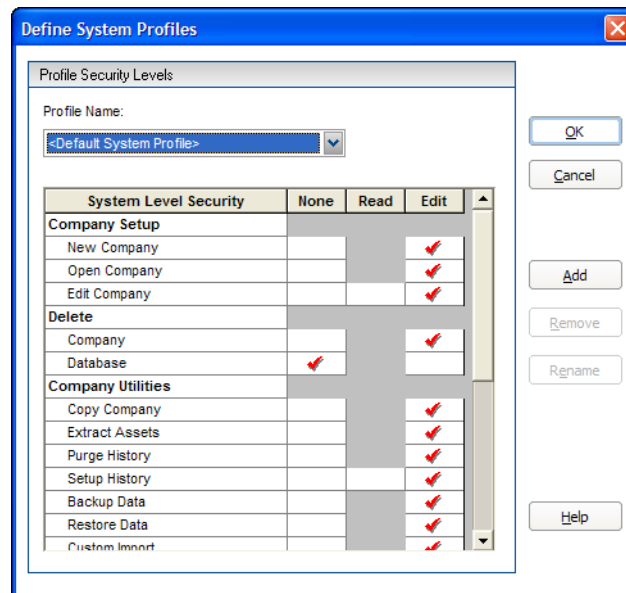 Define System Profiles
Profile Security Levels
Profile Name:
<Default System Profile>
System Level Security None Read Edit
Company Setup
New Company
Open Company
Edit Company
Delete
Company
Database
Company Utilities
Copy Company
Extract Assets
Purge History
Setup History
Backup Data
Restore Data
Custom Import
OK
Cancel
Add
Remove
Rename
Help